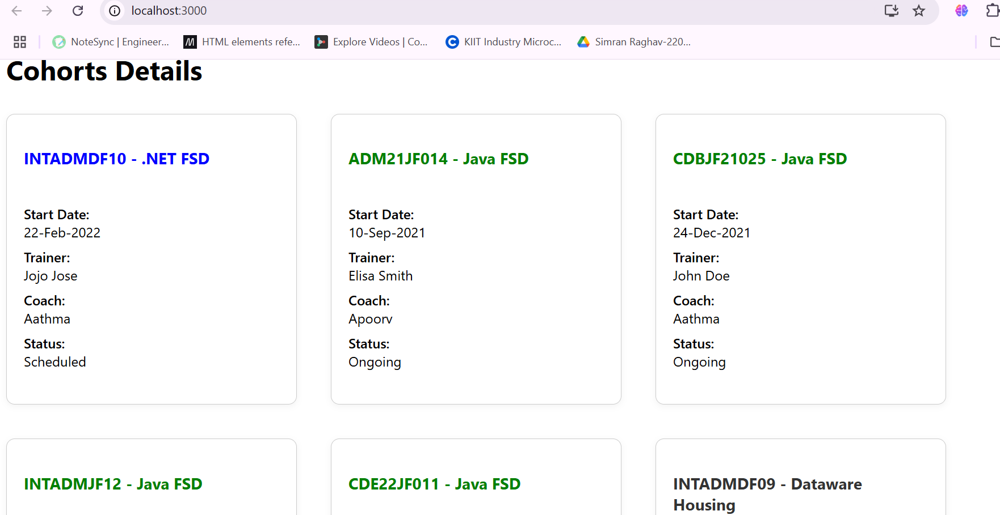 localhost:3000
NoteSync | Engineer...
HTML elements refe...
Explore Videos | Co...
KIIT Industry Microc...
Simran Raghav-220...
Cohorts Details
INTADMDF10 - .NET FSD
Start Date:
22-Feb-2022
Trainer:
Jojo Jose
Coach:
Aathma
Status:
Scheduled
ADM21JF014 - Java FSD
Start Date:
10-Sep-2021
Trainer:
Elisa Smith
Coach:
Apoorv
Status:
Ongoing
CDBJF21025 - Java FSD
Start Date:
24-Dec-2021
Trainer:
John Doe
Coach:
Aathma
Status:
Ongoing
INTADMJF12 - Java FSD
CDE22JF011 - Java FSD
INTADMDF09 - Dataware
Housing